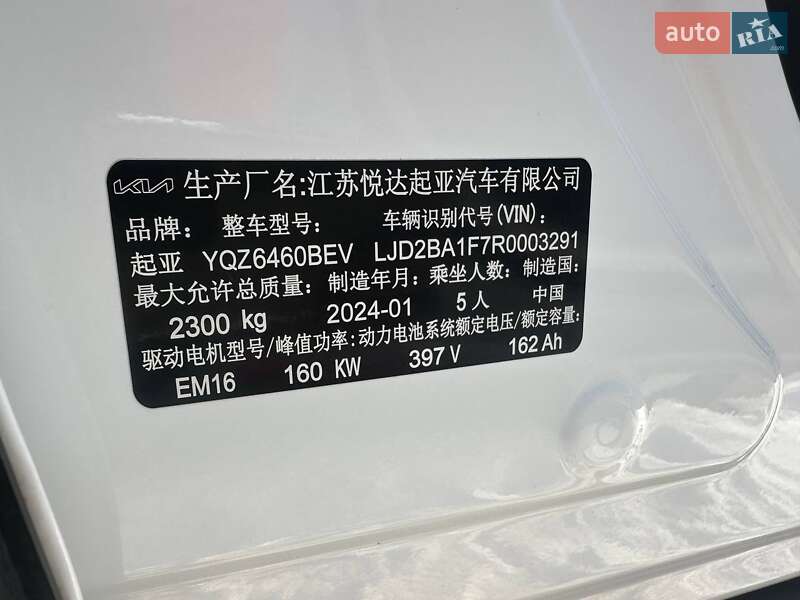 auto RIA
KIA 生产厂名:江苏悦达起亚汽车有限公司
品牌: 整车型号: 车辆识别代号(VIN):
起亚 YQZ6460BEV LJD2BA1F7R0003291
最大允许总质量: 制造年月: 乘坐人数: 制造国:
2300 kg 2024-01 5人 中国
驱动电机型号/峰值功率: 动力电池系统额定电压/额定容量:
EM16 160 KW 397 V 162 Ah